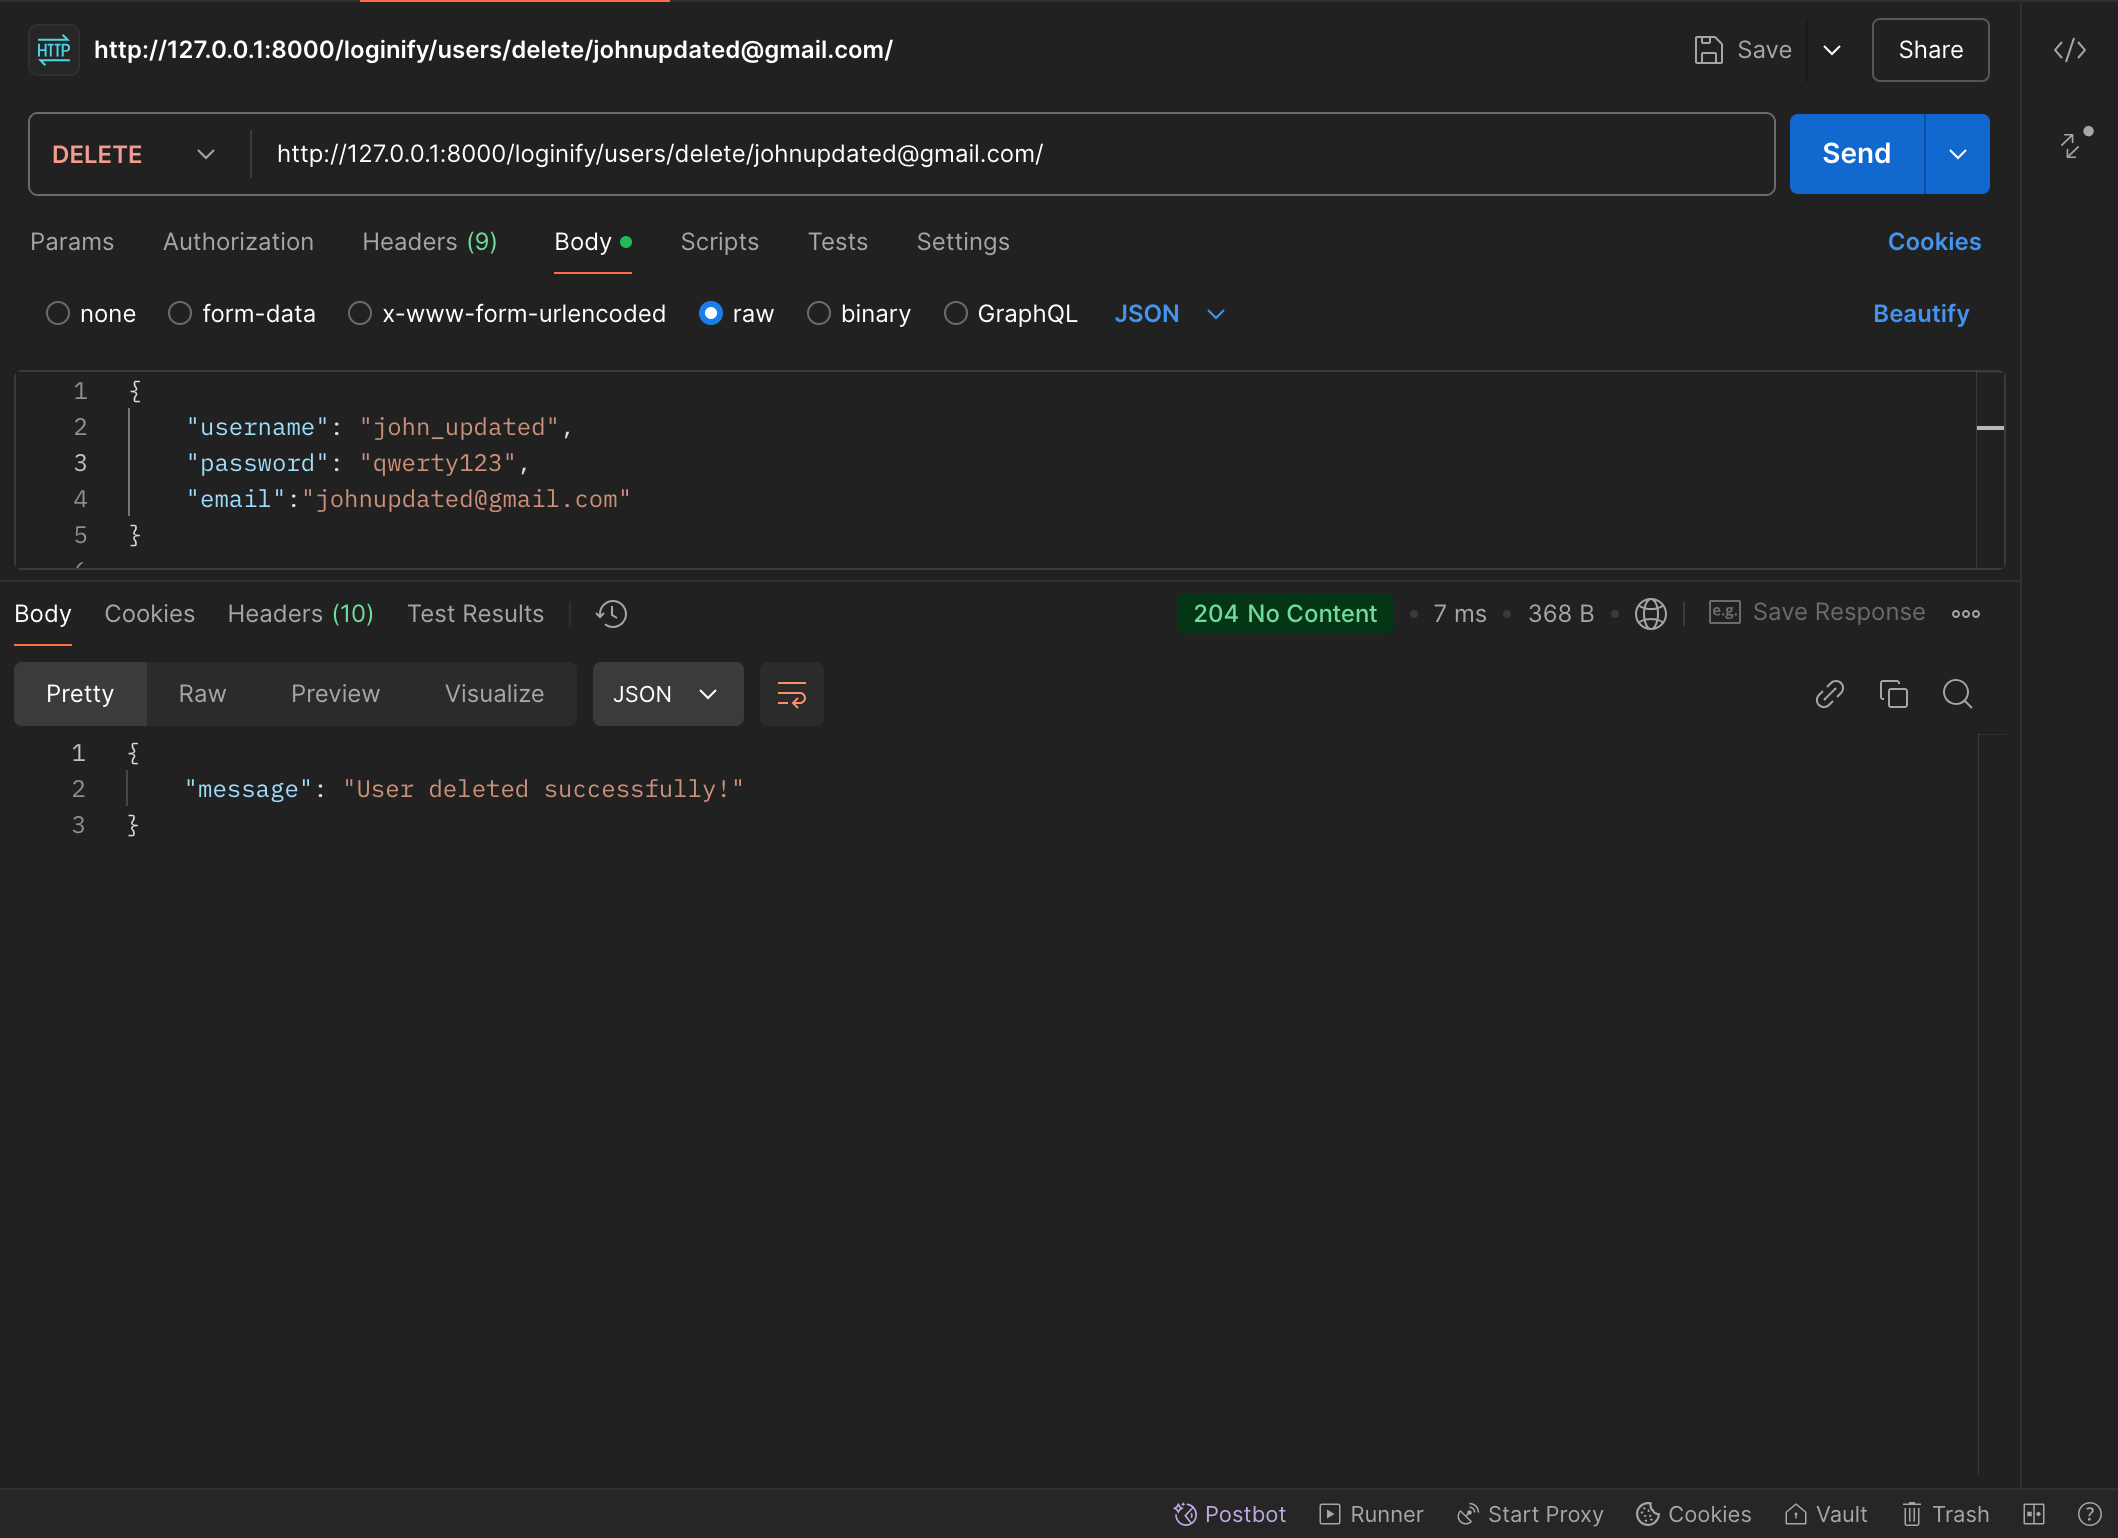 HTTP http://127.0.0.1:8000/loginify/users/delete/johnupdated@gmail.com/ Save Share
DELETE http://127.0.0.1:8000/loginify/users/delete/johnupdated@gmail.com/ Send
Params Authorization Headers (9) Body Scripts Tests Settings Cookies
none form-data x-www-form-urlencoded raw binary GraphQL JSON Beautify
1 {
2 "username": "john_updated",
3 "password": "qwerty123",
4 "email":"johnupdated@gmail.com"
5 }
Body Cookies Headers (10) Test Results 204 No Content • 7 ms • 368 B • e.g. Save Response
Pretty Raw Preview Visualize JSON
1 {
2 "message": "User deleted successfully!"
3 }
Postbot Runner Start Proxy Cookies Vault Trash